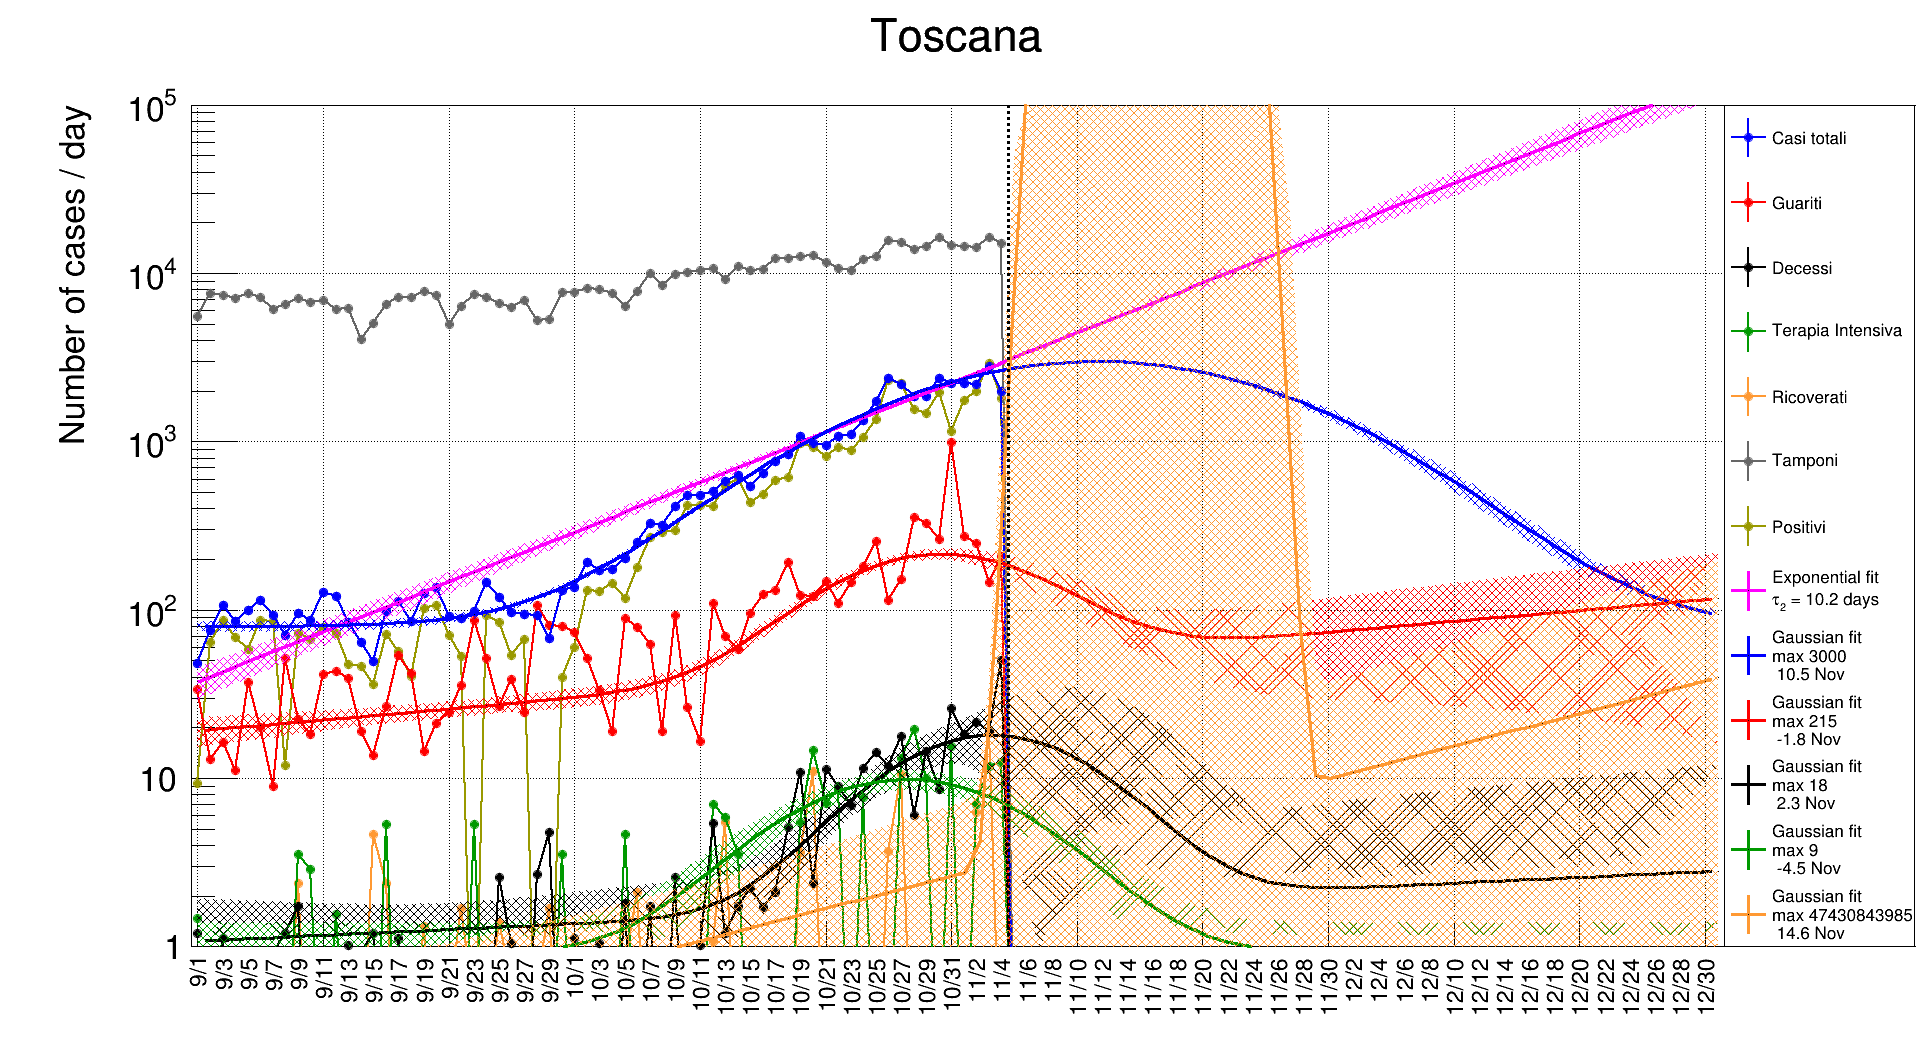 Toscana
Number of cases / day
10^5
10^4
10^3
10^2
10
1
9/1 9/3 9/5 9/7 9/9 9/11 9/13 9/15 9/17 9/19 9/21 9/23 9/25 9/27 9/29 10/1 10/3 10/5 10/7 10/9 10/11 10/13 10/15 10/17 10/19 10/21 10/23 10/25 10/27 10/29 10/31 11/2 11/4 11/6 11/8 11/10 11/12 11/14 11/16 11/18 11/20 11/22 11/24 11/26 11/28 11/30 12/2 12/4 12/6 12/8 12/10 12/12 12/14 12/16 12/18 12/20 12/22 12/24 12/26 12/28 12/30
Casi totali
Guariti
Decessi
Terapia Intensiva
Ricoverati
Tamponi
Positivi
Exponential fit
τ2 = 10.2 days
Gaussian fit
max 3000
10.5 Nov
Gaussian fit
max 215
-1.8 Nov
Gaussian fit
max 18
2.3 Nov
Gaussian fit
max 9
-4.5 Nov
Gaussian fit
max 47430843985
14.6 Nov